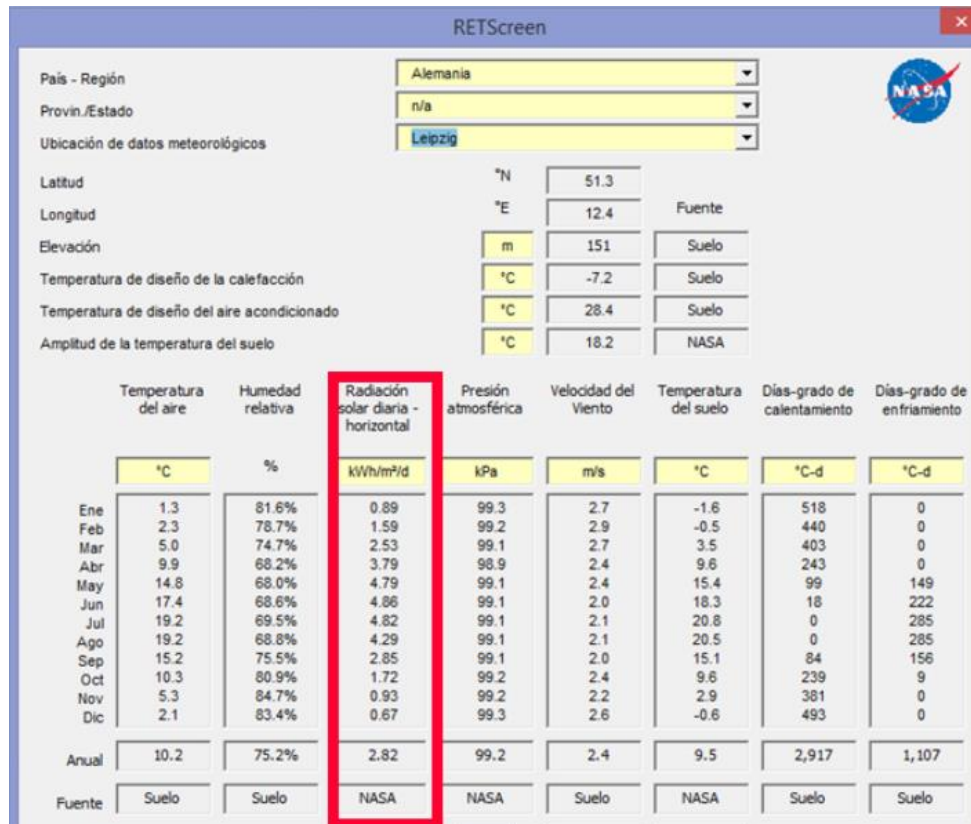 RETScreen
País - Región Alemania
NASA
Provin./Estado n/a
Ubicación de datos meteorológicos Leipzig
Latitud °N 51.3
Longitud °E 12.4 Fuente
Elevación m 151 Suelo
Temperatura de diseño de la calefacción °C -7.2 Suelo
Temperatura de diseño del aire acondicionado °C 28.4 Suelo
Amplitud de la temperatura del suelo °C 18.2 NASA
Temperatura Humedad Radiación Presión Velocidad del Temperatura Días-grado de Días-grado de
del aire relativa solar diaria - atmosférica Viento del suelo calentamiento enfriamiento
horizontal
°C % kWh/m²/d kPa m/s °C °C-d °C-d
Ene 1.3 81.6% 0.89 99.3 2.7 -1.6 518 0
Feb 2.3 78.7% 1.59 99.2 2.9 -0.5 440 0
Mar 5.0 74.7% 2.53 99.1 2.7 3.5 403 0
Abr 9.9 68.2% 3.79 98.9 2.4 9.6 243 0
May 14.8 68.0% 4.79 99.1 2.4 15.4 99 149
Jun 17.4 68.6% 4.86 99.1 2.0 18.3 18 222
Jul 19.2 69.5% 4.82 99.1 2.1 20.8 0 285
Ago 19.2 68.8% 4.29 99.1 2.1 20.5 0 285
Sep 15.2 75.5% 2.85 99.1 2.0 15.1 84 156
Oct 10.3 80.9% 1.72 99.2 2.4 9.6 239 9
Nov 5.3 84.7% 0.93 99.2 2.2 2.9 381 0
Dic 2.1 83.4% 0.67 99.3 2.6 -0.6 493 0
Anual 10.2 75.2% 2.82 99.2 2.4 9.5 2,917 1,107
Fuente Suelo Suelo NASA NASA Suelo NASA Suelo Suelo